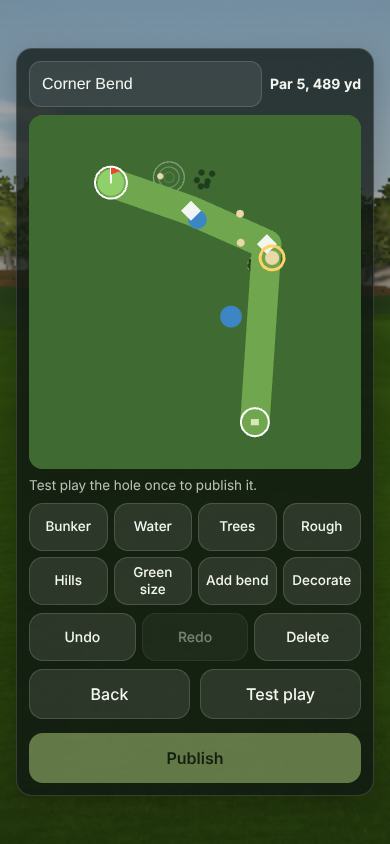 Corner Bend
Par 5, 489 yd
Test play the hole once to publish it.
Bunker
Water
Trees
Rough
Hills
Green
size
Add bend
Decorate
Undo
Redo
Delete
Back
Test play
Publish